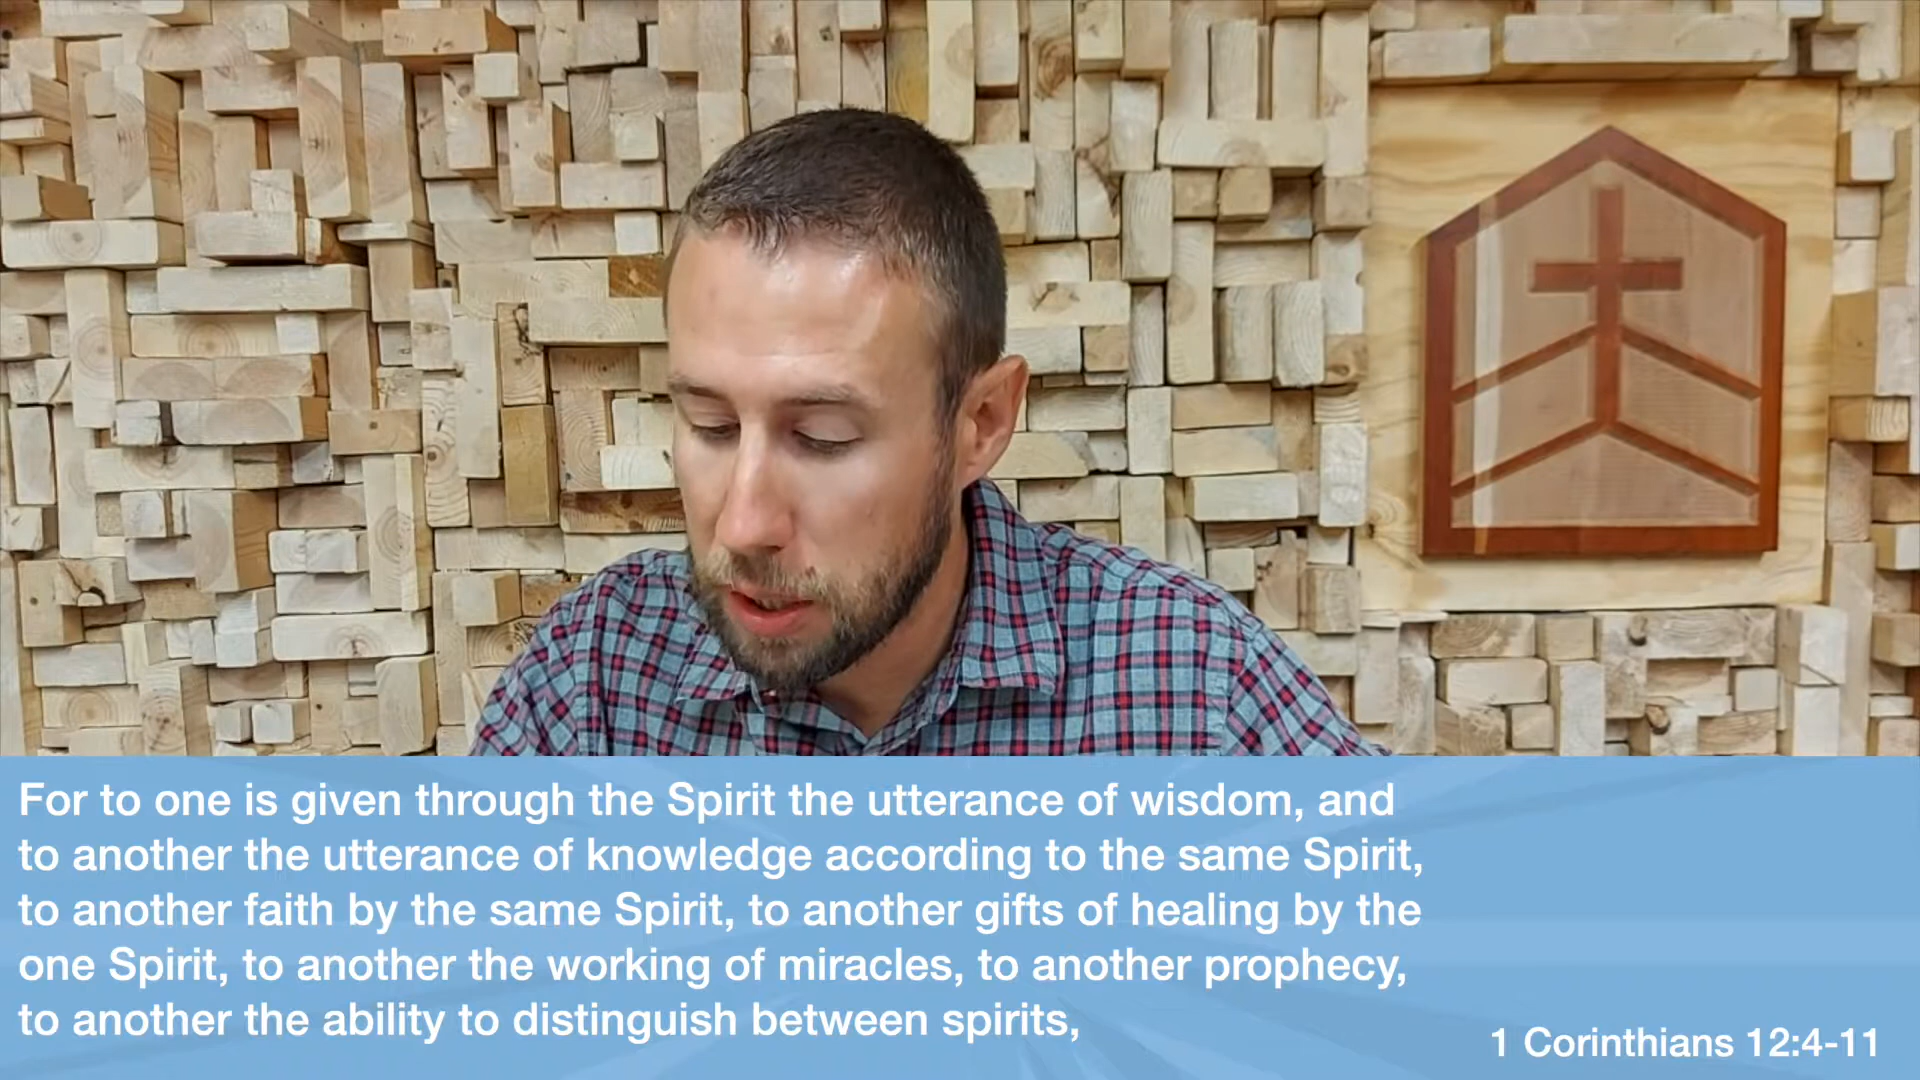 For to one is given through the Spirit the utterance of wisdom, and
to another the utterance of knowledge according to the same Spirit,
to another faith by the same Spirit, to another gifts of healing by the
one Spirit, to another the working of miracles, to another prophecy,
to another the ability to distinguish between spirits,
1 Corinthians 12:4-11